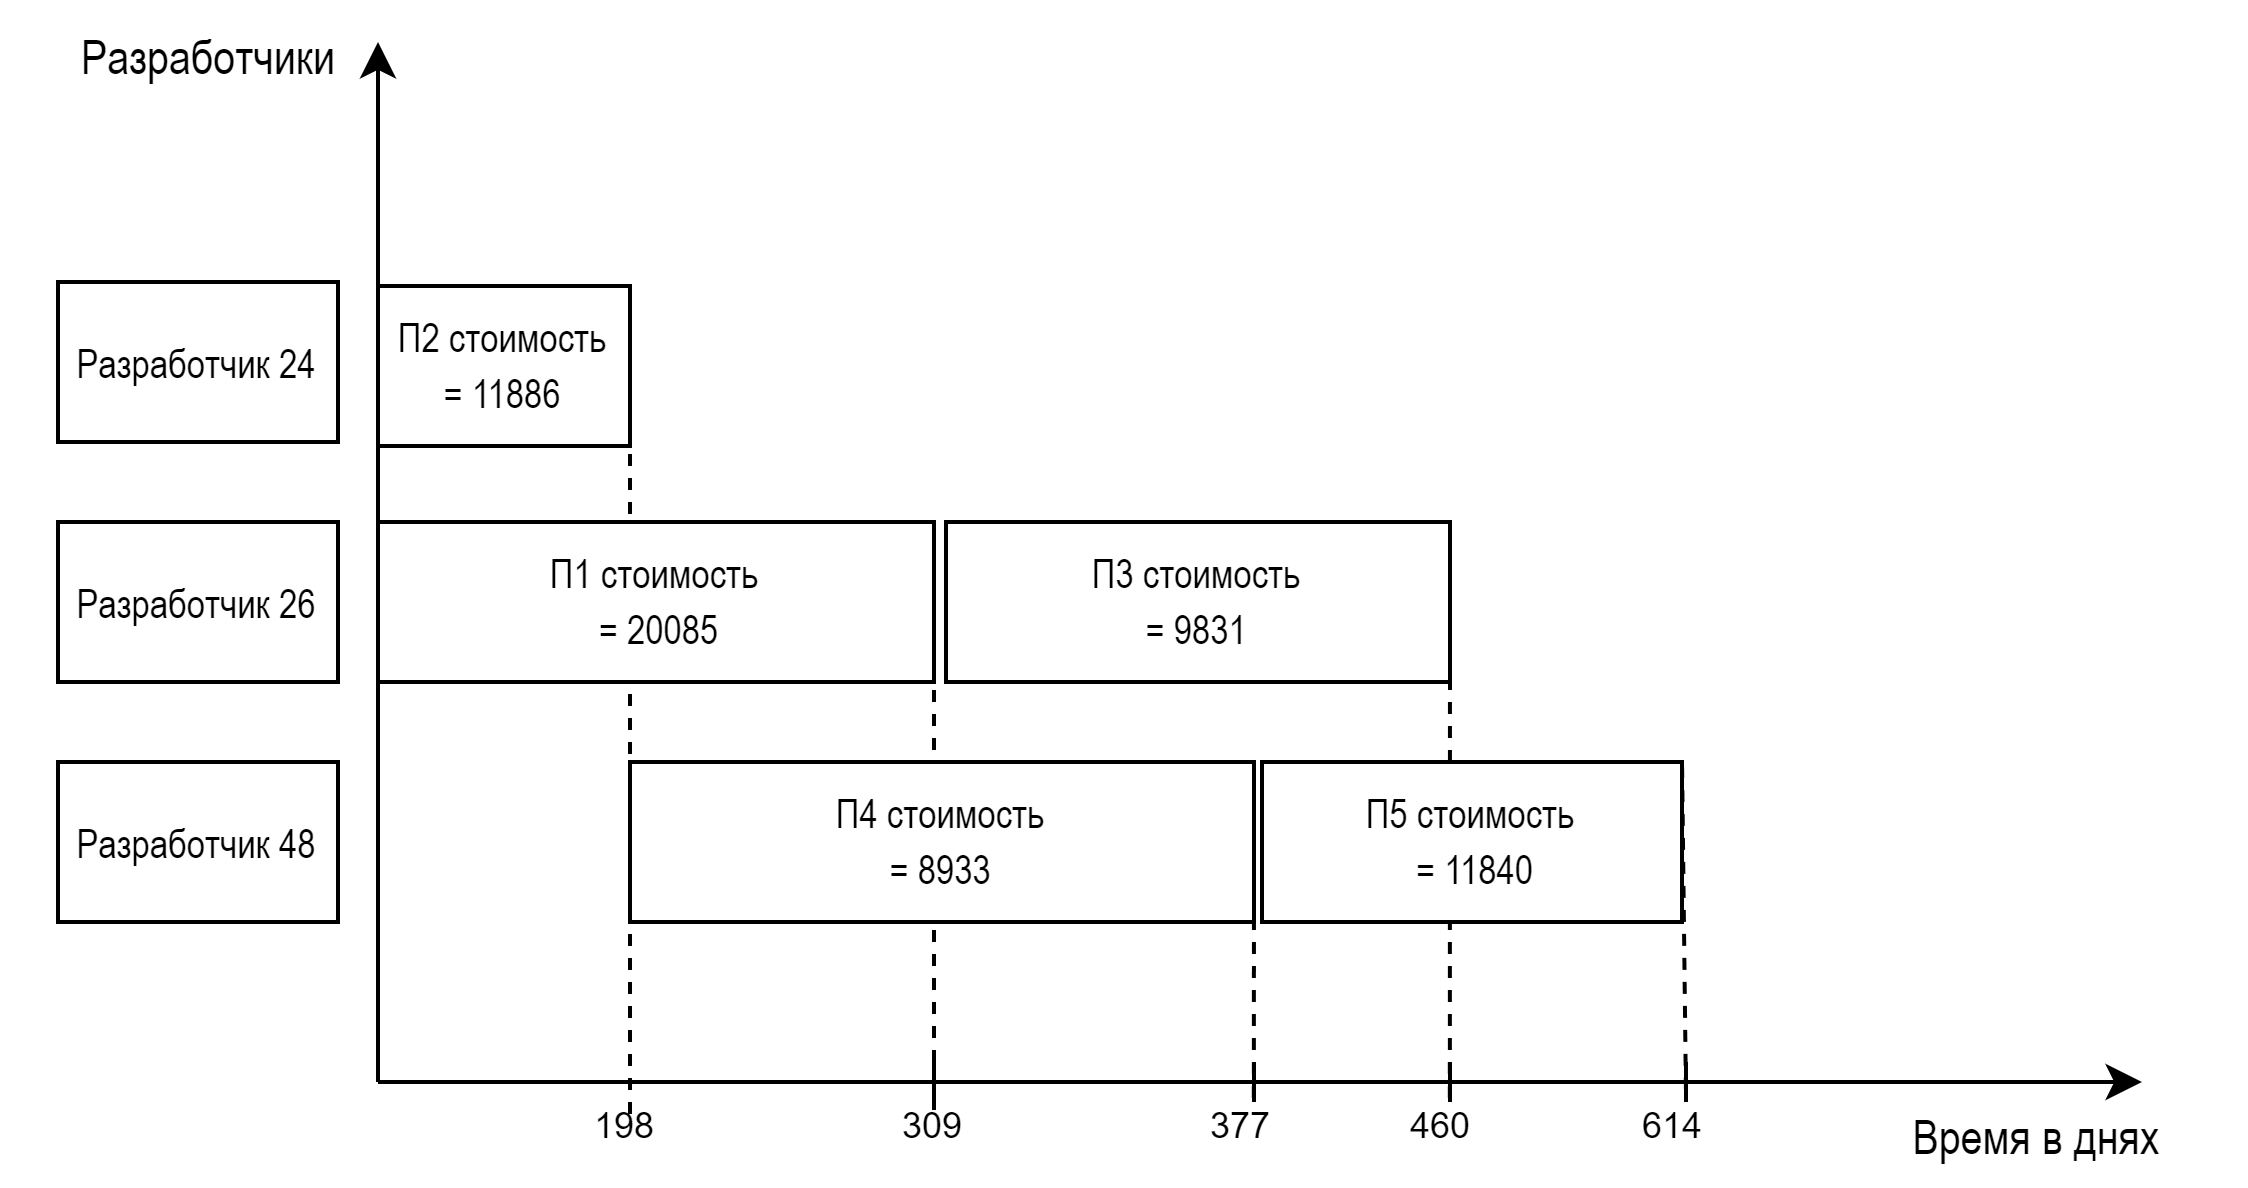 Разработчики
Разработчик 24
П2 стоимость
= 11886
Разработчик 26
П1 стоимость
= 20085
П3 стоимость
= 9831
Разработчик 48
П4 стоимость
= 8933
П5 стоимость
= 11840
198
309
377
460
614
Время в днях